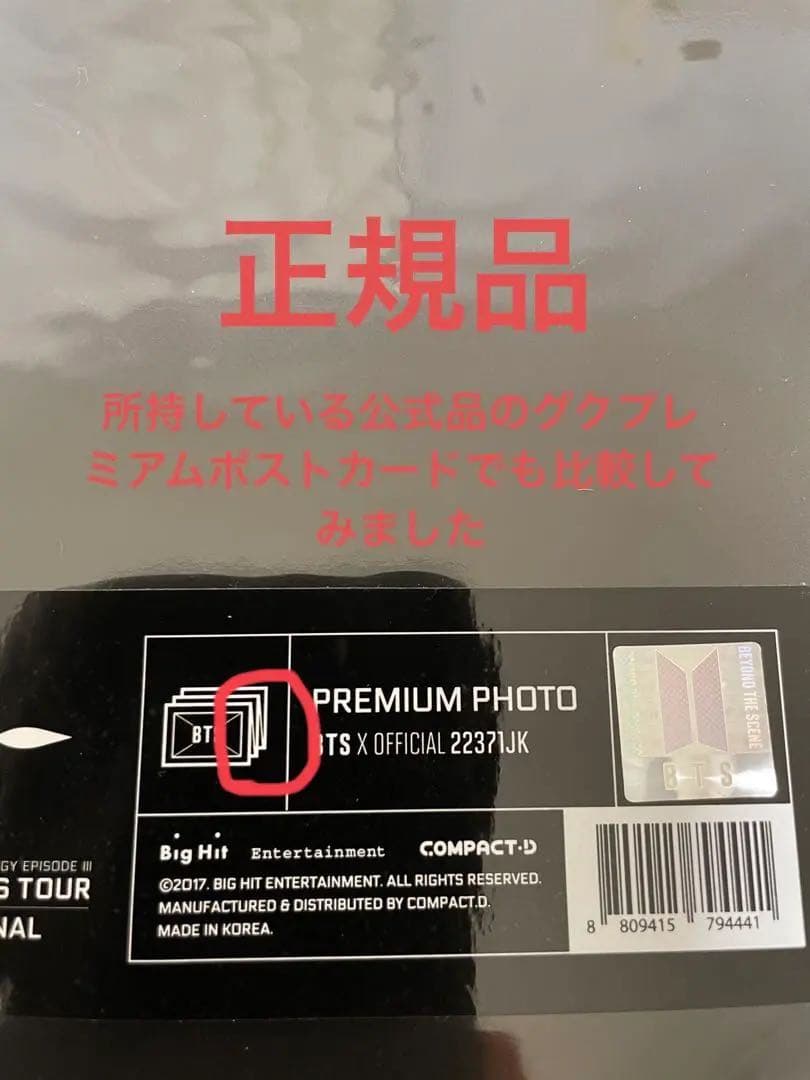 正規品
所持している公式品のグクプレ
ミアムポストカードでも比較して
みました
BTS
PREMIUM PHOTO
BTS X OFFICIAL 22371JK
BEYOND THE SCENE
BTS
GY EPISODE III
S TOUR
NAL
Big Hit Entertainment COMPACT·D
©2017. BIG HIT ENTERTAINMENT. ALL RIGHTS RESERVED.
MANUFACTURED & DISTRIBUTED BY COMPACT.D.
MADE IN KOREA.
8 809415 794441